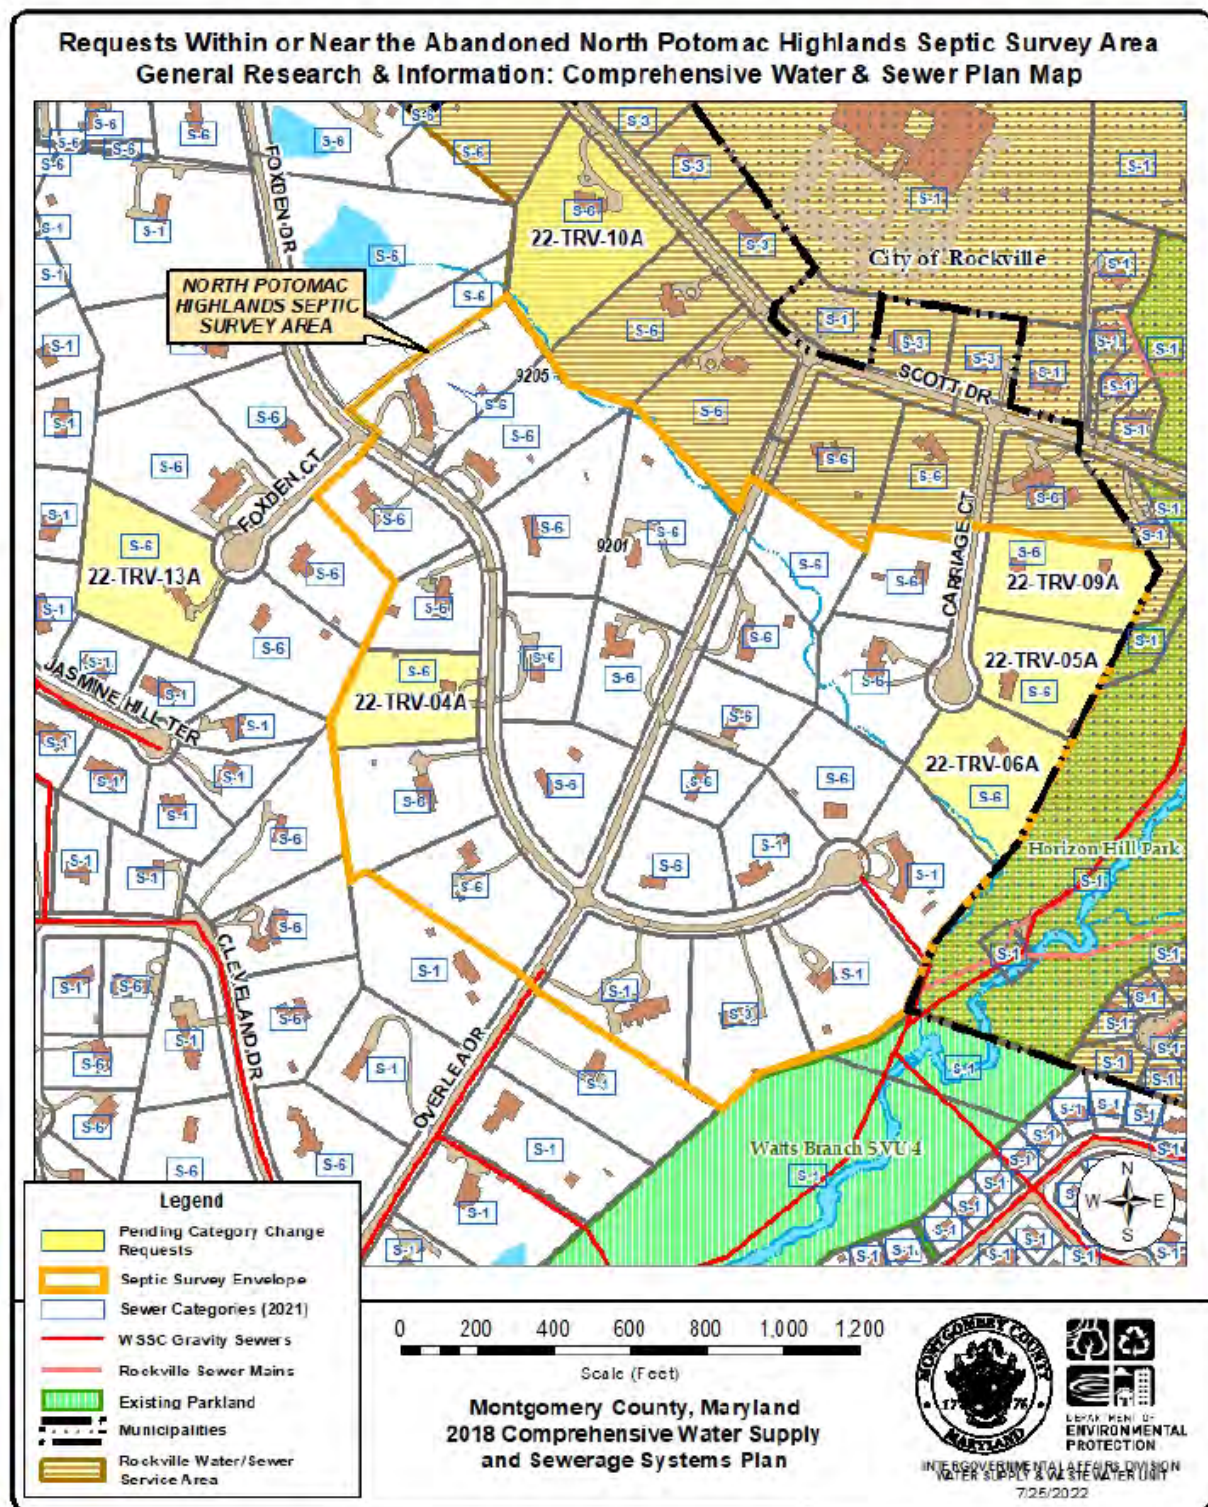 Requests Within or Near the Abandoned North Potomac Highlands Septic Survey Area
General Research & Information: Comprehensive Water & Sewer Plan Map
NORTH POTOMAC
HIGHLANDS SEPTIC
SURVEY AREA
FOXDEN DR
22-TRV-10A
City of Rockville
SCOTT DR
9205
FOXDEN CT
22-TRV-13A
9201
CARRIAGE CT
22-TRV-09A
22-TRV-05A
JASMINE HILL TER
22-TRV-04A
22-TRV-06A
Horizon Hill Park
CLEVELAND DR
OVERLEA DR
Watts Branch SVU 4
S-6
S-3
S-1
N
W
E
S
Legend
Pending Category Change
Requests
Septic Survey Envelope
Sewer Categories (2021)
WSSC Gravity Sewers
Rockville Sewer Mains
Existing Parkland
Municipalities
Rockville Water/Sewer
Service Area
0 200 400 600 800 1,000 1,200
Scale (Feet)
Montgomery County, Maryland
2018 Comprehensive Water Supply
and Sewerage Systems Plan
MONTGOMERY COUNTY
17 76
MARYLAND
DEPARTMENT OF
ENVIRONMENTAL
PROTECTION
INTERGOVERNMENTAL AFFAIRS DIVISION
WATER SUPPLY & WASTEWATER UNIT
7/25/2022